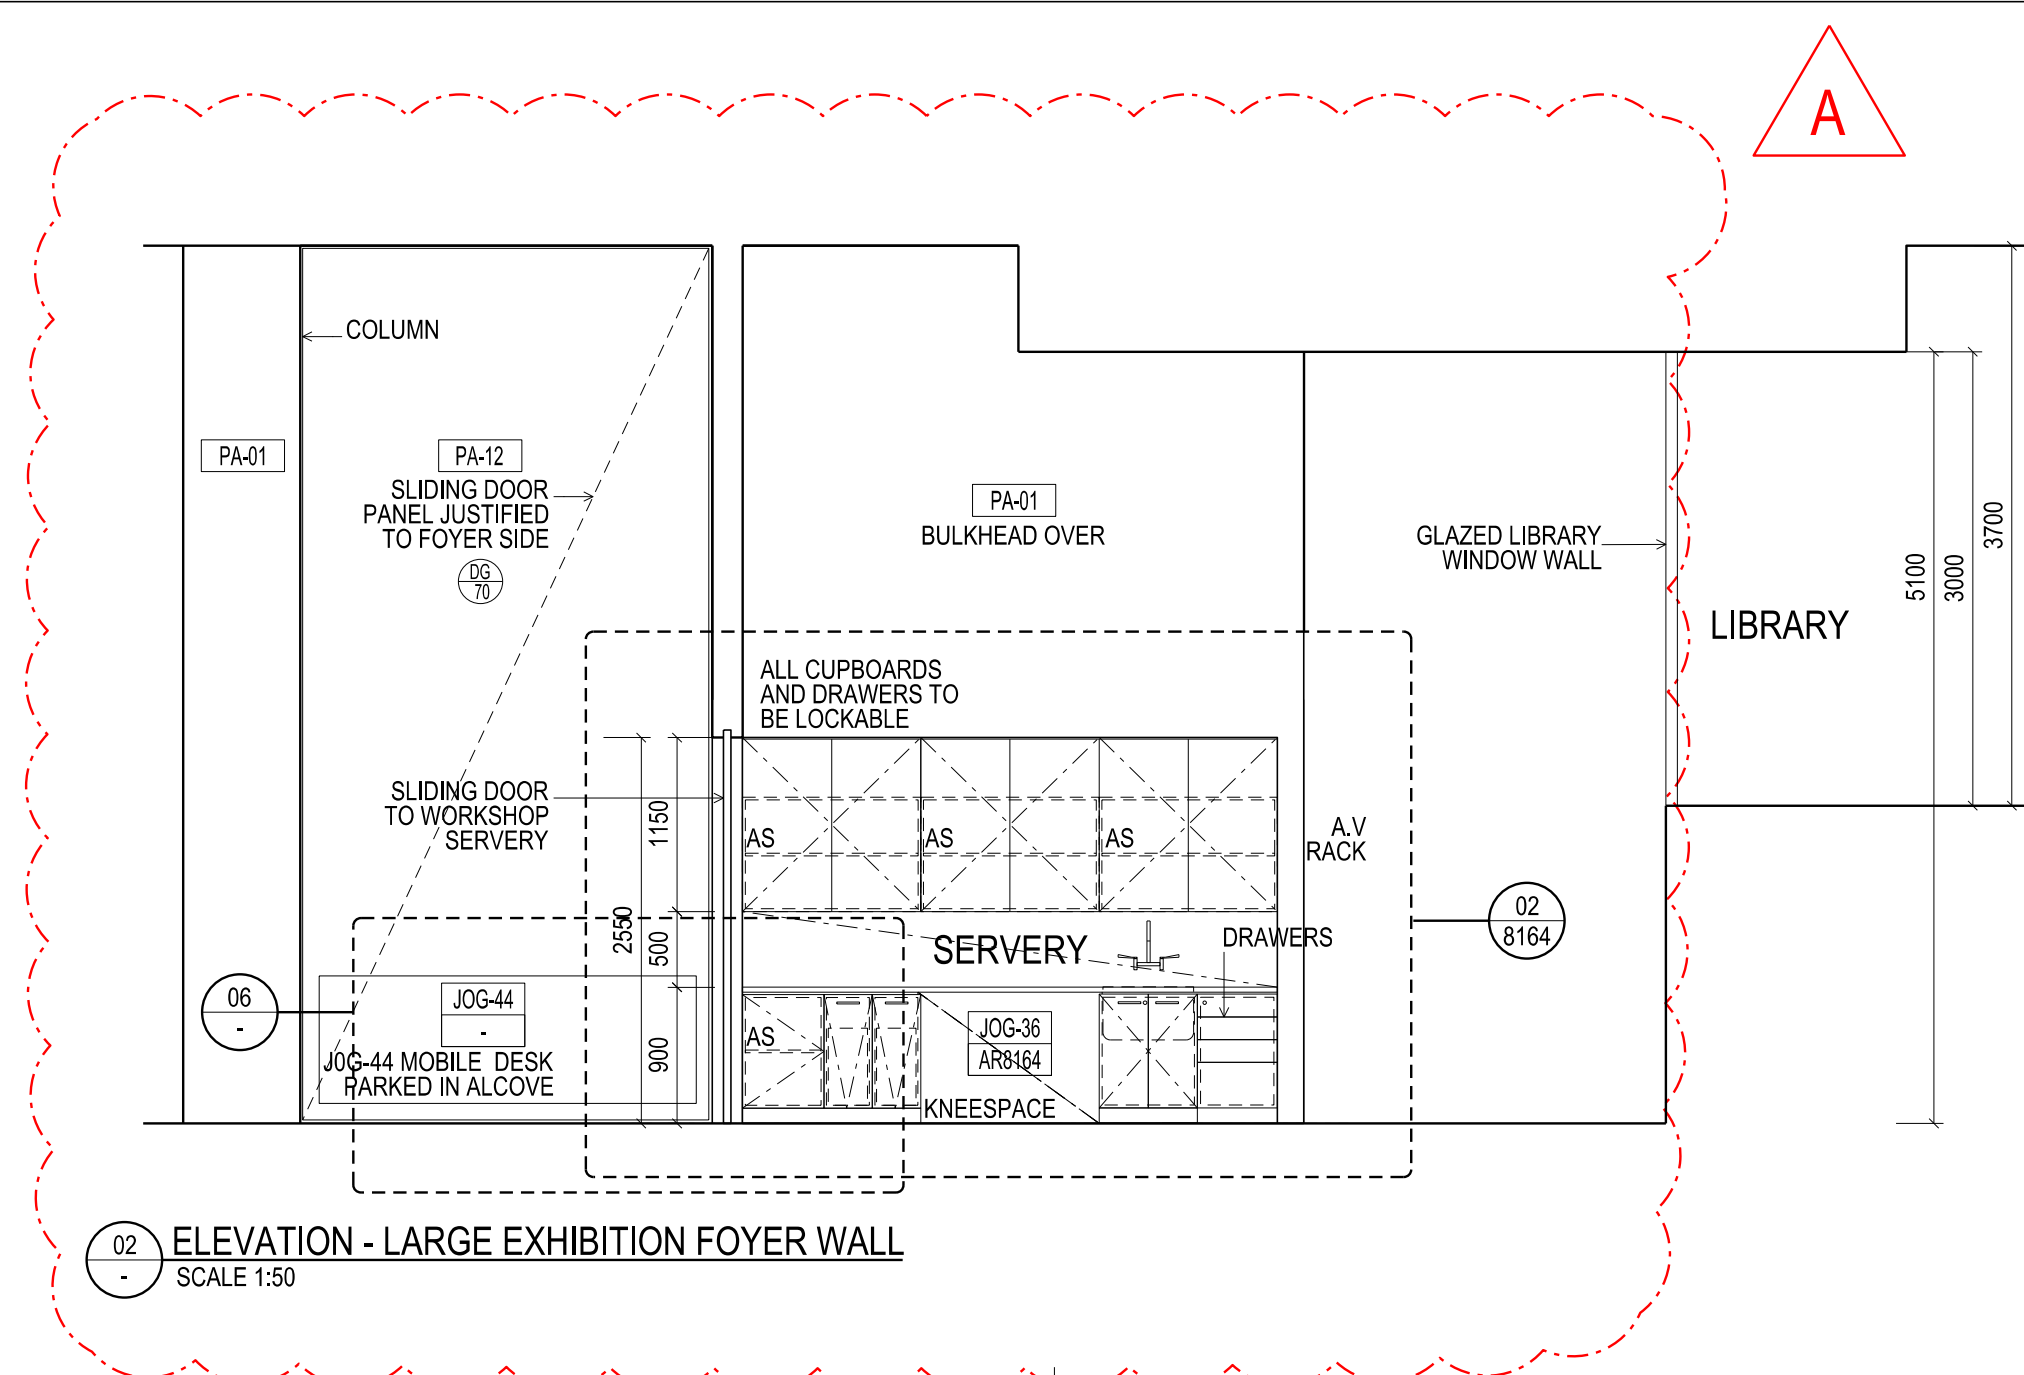 A
COLUMN
PA-01
PA-12
SLIDING DOOR
PANEL JUSTIFIED
TO FOYER SIDE
DG
70
PA-01
BULKHEAD OVER
GLAZED LIBRARY
WINDOW WALL
5100
3000
3700
LIBRARY
ALL CUPBOARDS
AND DRAWERS TO
BE LOCKABLE
SLIDING DOOR
TO WORKSHOP
SERVERY
1150
2550
500
900
AS
AS
AS
A.V
RACK
02
8164
SERVERY
DRAWERS
06
-
JOG-44
-
JOG-44 MOBILE DESK
PARKED IN ALCOVE
AS
JOG-36
AR8164
KNEESPACE
02
-
ELEVATION - LARGE EXHIBITION FOYER WALL
SCALE 1:50